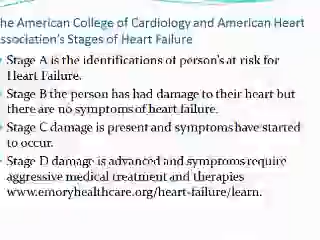 he American College of Cardiology and American Heart
ssociation's Stages of Heart Failure
Stage A is the identifications of person's at risk for
Heart Failure.
Stage B the person has had damage to their heart but
there are no symptoms of heart failure.
Stage C damage is present and symptoms have started
to occur.
Stage D damage is advanced and symptoms require
aggressive medical treatment and therapies
www.emoryhealthcare.org/heart-failure/learn.